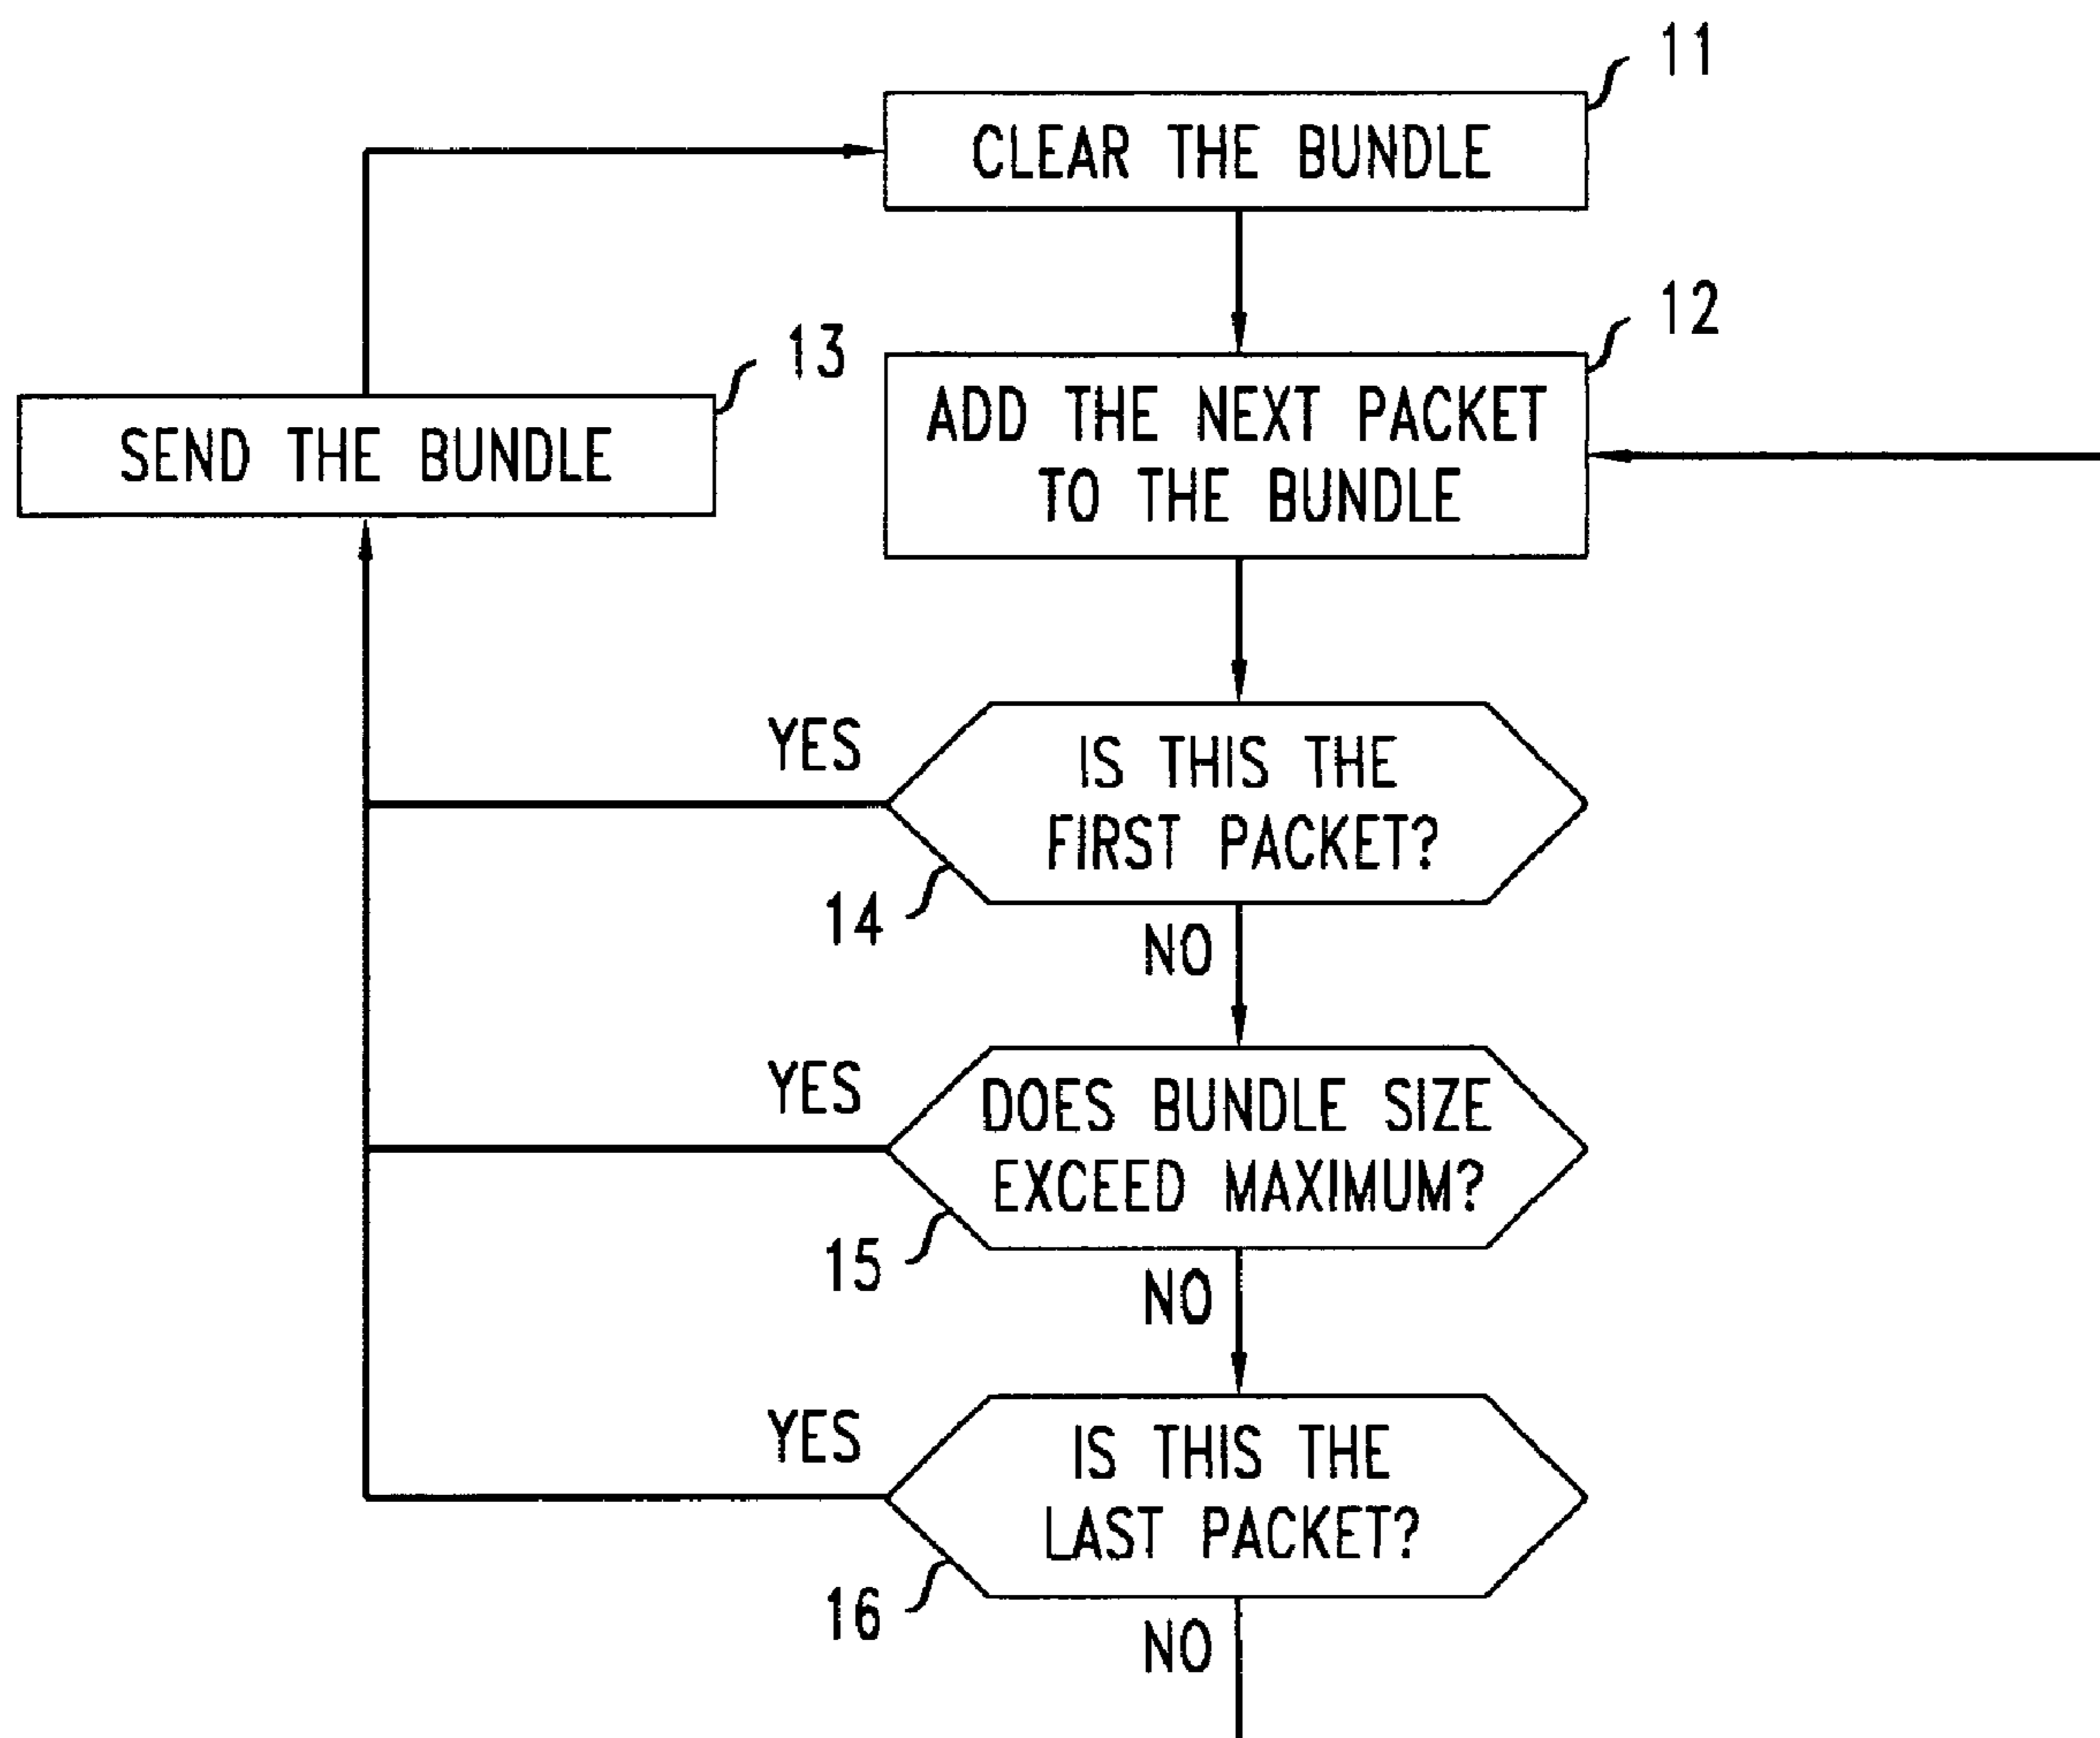 11
CLEAR THE BUNDLE
12
13
ADD THE NEXT PACKET
TO THE BUNDLE
SEND THE BUNDLE
YES
IS THIS THE
FIRST PACKET?
14
NO
YES
DOES BUNDLE SIZE
EXCEED MAXIMUM?
15
NO
YES
IS THIS THE
LAST PACKET?
16
NO